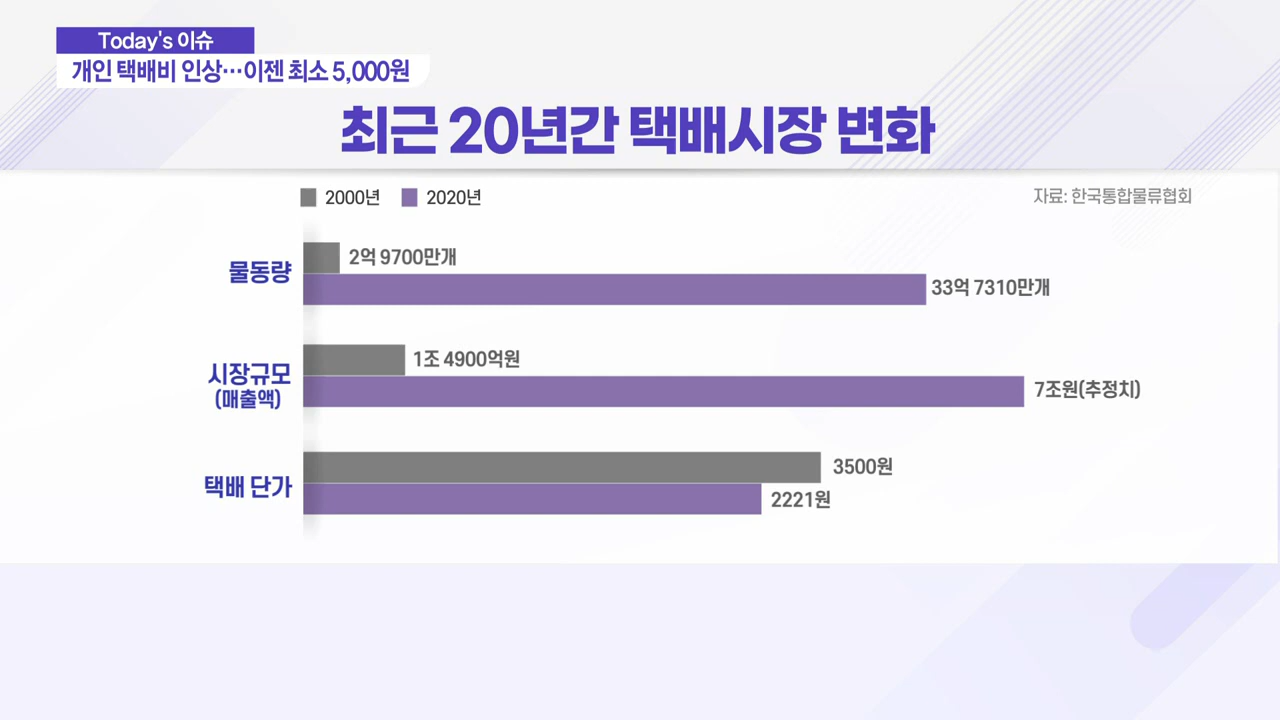 Today's 이슈
개인 택배비 인상…이젠 최소 5,000원
최근 20년간 택배시장 변화
2000년 2020년 자료: 한국통합물류협회
물동량 2억 9700만개
33억 7310만개
시장규모 1조 4900억원
(매출액) 7조원(추정치)
택배 단가 3500원
2221원